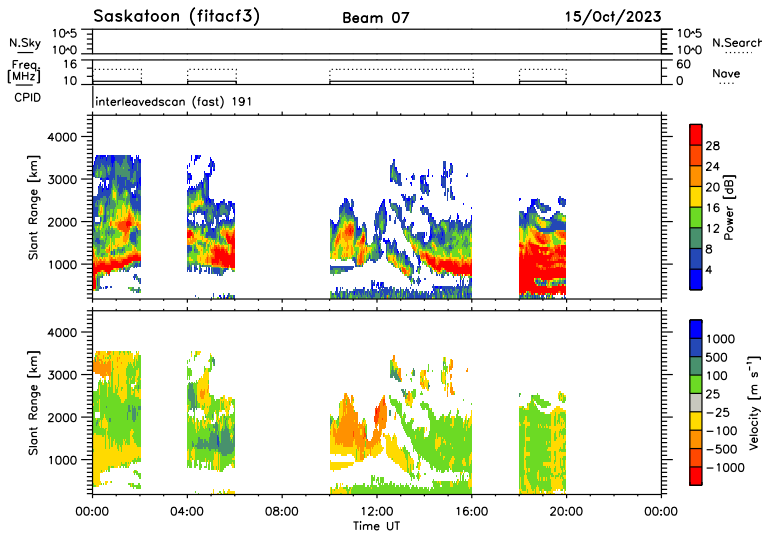 Saskatoon (fitacf3) Beam 07 15/Oct/2023
N.Sky 10^6 10^0 10^6 10^0 N.Search
Freq. [MHz] 16 10 60 0 Nave
CPID interleavedscan (fast) 191
Slant Range [km] 4000 3000 2000 1000
Power [dB] 28 24 20 16 12 8 4
Slant Range [km] 4000 3000 2000 1000
Velocity [m s^-1] 1000 500 100 25 -25 -100 -500 -1000
00:00 04:00 08:00 12:00 16:00 20:00 00:00
Time UT